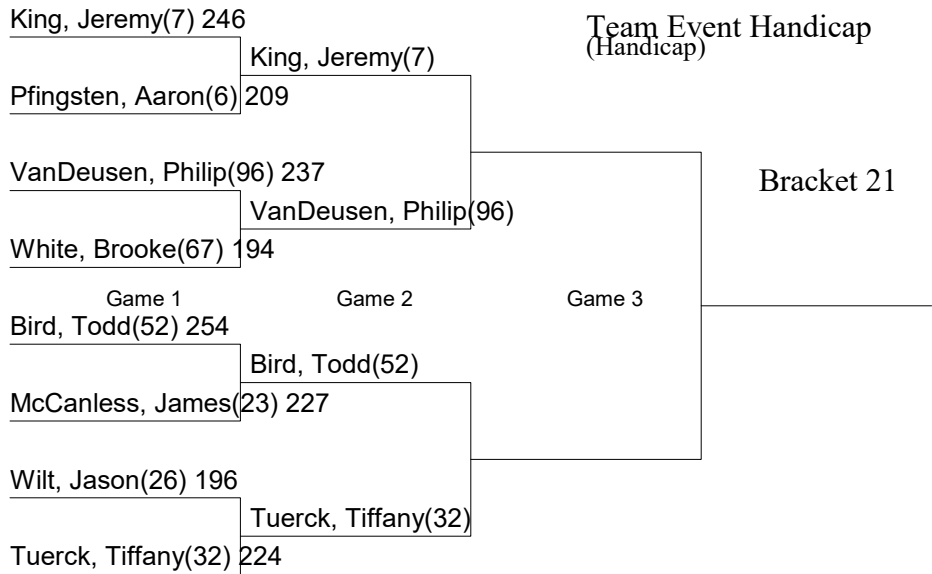 King, Jeremy(7) 246
Team Event Handicap
(Handicap)
King, Jeremy(7)
Pfingsten, Aaron(6) 209
VanDeusen, Philip(96) 237
Bracket 21
VanDeusen, Philip(96)
White, Brooke(67) 194
Game 1
Game 2
Game 3
Bird, Todd(52) 254
Bird, Todd(52)
McCanless, James(23) 227
Wilt, Jason(26) 196
Tuerck, Tiffany(32)
Tuerck, Tiffany(32) 224